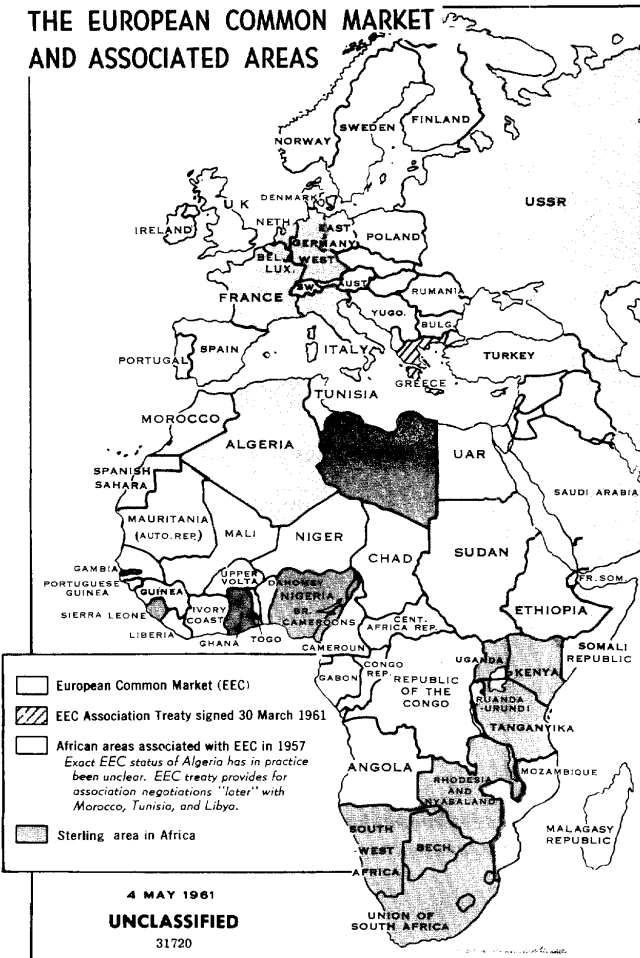 THE EUROPEAN COMMON MARKET
AND ASSOCIATED AREAS
FINLAND
SWEDEN
NORWAY
DENMARK
USSR
UK
IRELAND
NETH.
EAST
GERMANY
WEST
POLAND
BEL.
LUX.
FRANCE
SW.
AUST.
RUMANIA
YUGO.
BULG.
PORTUGAL
SPAIN
ITALY
GREECE
TURKEY
TUNISIA
MOROCCO
ALGERIA
UAR
SPANISH
SAHARA
SAUDI ARABIA
MAURITANIA
(AUTO. REP.)
MALI
NIGER
CHAD
SUDAN
GAMBIA
PORTUGUESE
GUINEA
GUINEA
UPPER
VOLTA
DAHOMEY
NIGERIA
FR. SOM.
SIERRA LEONE
IVORY
COAST
BR.
CAMEROONS
ETHIOPIA
LIBERIA
GHANA
TOGO
CAMEROUN
CENT.
AFRICA REP.
SOMALI
REPUBLIC
UGANDA
KENYA
GABON
CONGO
REP.
REPUBLIC
OF THE
CONGO
RUANDA
-URUNDI
TANGANYIKA
ANGOLA
RHODESIA
AND
NYASALAND
MOZAMBIQUE
MALAGASY
REPUBLIC
SOUTH
WEST
AFRICA
BECH.
UNION OF
SOUTH AFRICA
European Common Market (EEC)
EEC Association Treaty signed 30 March 1961
African areas associated with EEC in 1957
Exact EEC status of Algeria has in practice
been unclear. EEC treaty provides for
association negotiations "later" with
Morocco, Tunisia, and Libya.
Sterling area in Africa
4 MAY 1961
UNCLASSIFIED
31720